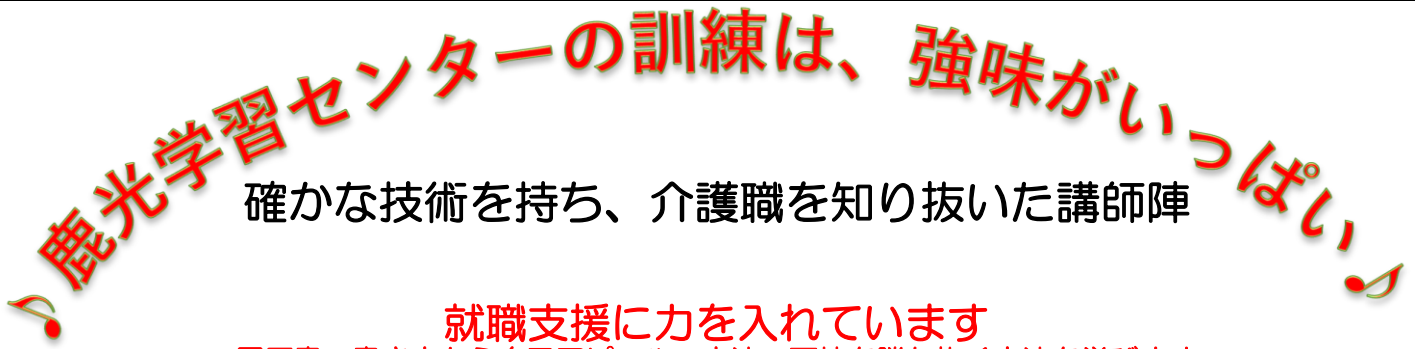 ♪鹿光学習センターの訓練は、強味がいっぱい♪
確かな技術を持ち、介護職を知り抜いた講師陣
就職支援に力を入れています